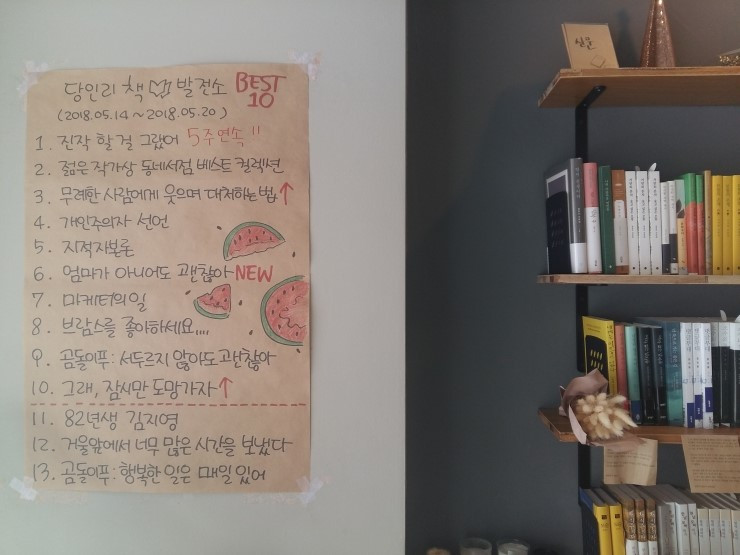 당인리 책 발전소 BEST 10
(2018.05.14 ~ 2018.05.20)
1. 진작 할 걸 그랬어 5주연속!!
2. 젊은 작가상 동네서점 베스트 컬렉션
3. 무례한 사람에게 웃으며 대처하는 법 ↑
4. 개인주의자 선언
5. 지적자본론
6. 엄마가 아니어도 괜찮아 NEW
7. 마케터의 일
8. 브람스를 좋아하세요....
9. 곰돌이푸 : 서두르지 않아도 괜찮아
10. 그래, 잠시만 도망가자 ↑
11. 82년생 김지영
12. 거울앞에서 너무 많은 시간을 보냈다
13. 곰돌이푸 : 행복한 일은 매일 있어